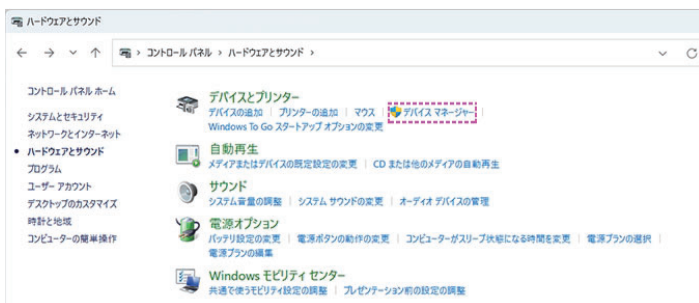 ハードウェアとサウンド
コントロール パネル › ハードウェアとサウンド ›
コントロール パネル ホーム
システムとセキュリティ
ネットワークとインターネット
ハードウェアとサウンド
プログラム
ユーザー アカウント
デスクトップのカスタマイズ
時計と地域
コンピューターの簡単操作
デバイスとプリンター
デバイスの追加 | プリンターの追加 | マウス | デバイス マネージャー
Windows To Go スタートアップ オプションの変更
自動再生
メディアまたはデバイスの既定設定の変更 | CD または他のメディアの自動再生
サウンド
システム音量の調整 | システム サウンドの変更 | オーディオ デバイスの管理
電源オプション
バッテリ設定の変更 | 電源ボタンの動作の変更 | コンピューターがスリープ状態になる時間を変更 | 電源プランの選択 |
電源プランの編集
Windows モビリティ センター
共通で使うモビリティ設定の調整 | プレゼンテーション前の設定の調整